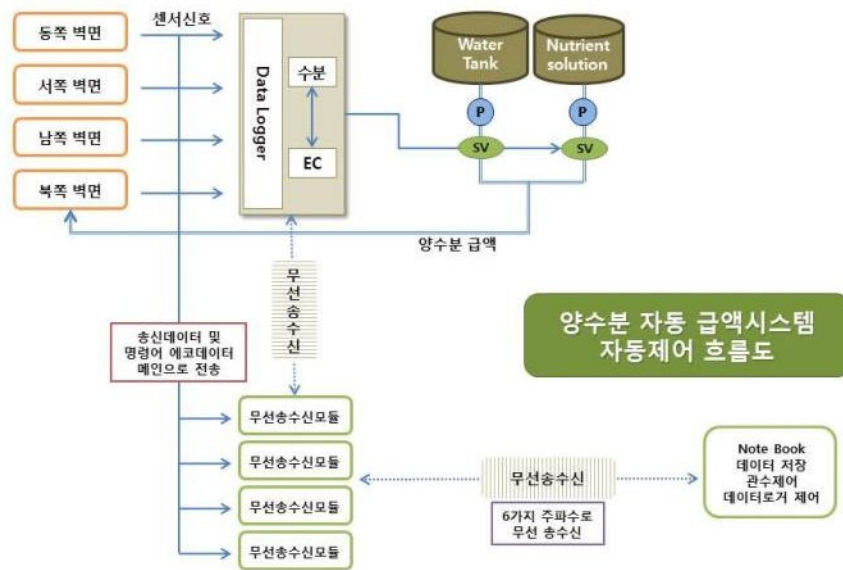 센서신호
동쪽 벽면
서쪽 벽면
남쪽 벽면
북쪽 벽면
Data Logger
수분
EC
Water
Tank
Nutrient
solution
P
P
SV
SV
양수분 급액
무선송수신
송신데이터 및
명령어 에코데이터
메인으로 전송
양수분 자동 급액시스템
자동제어 흐름도
무선송수신모듈
무선송수신모듈
무선송수신모듈
무선송수신모듈
무선송수신
6가지 주파수로
무선 송수신
Note Book
데이터 저장
관수제어
데이터로거 제어